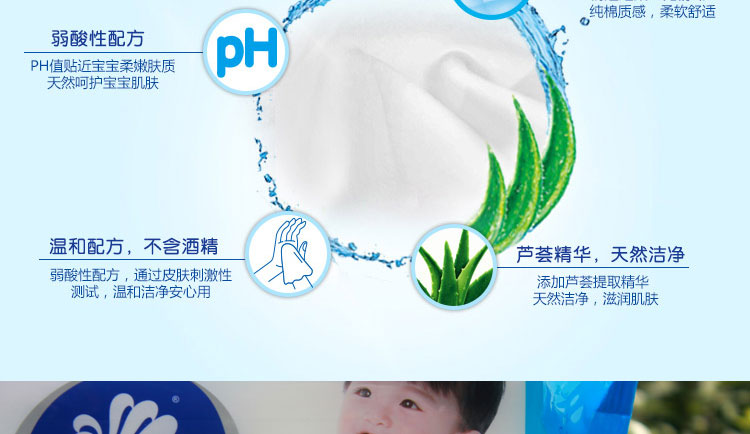 纯棉质感，柔软舒适
弱酸性配方
pH
PH值贴近宝宝柔嫩肤质
天然呵护宝宝肌肤
温和配方，不含酒精
弱酸性配方，通过皮肤刺激性
测试，温和洁净安心用
芦荟精华，天然洁净
添加芦荟提取精华
天然洁净，滋润肌肤
®